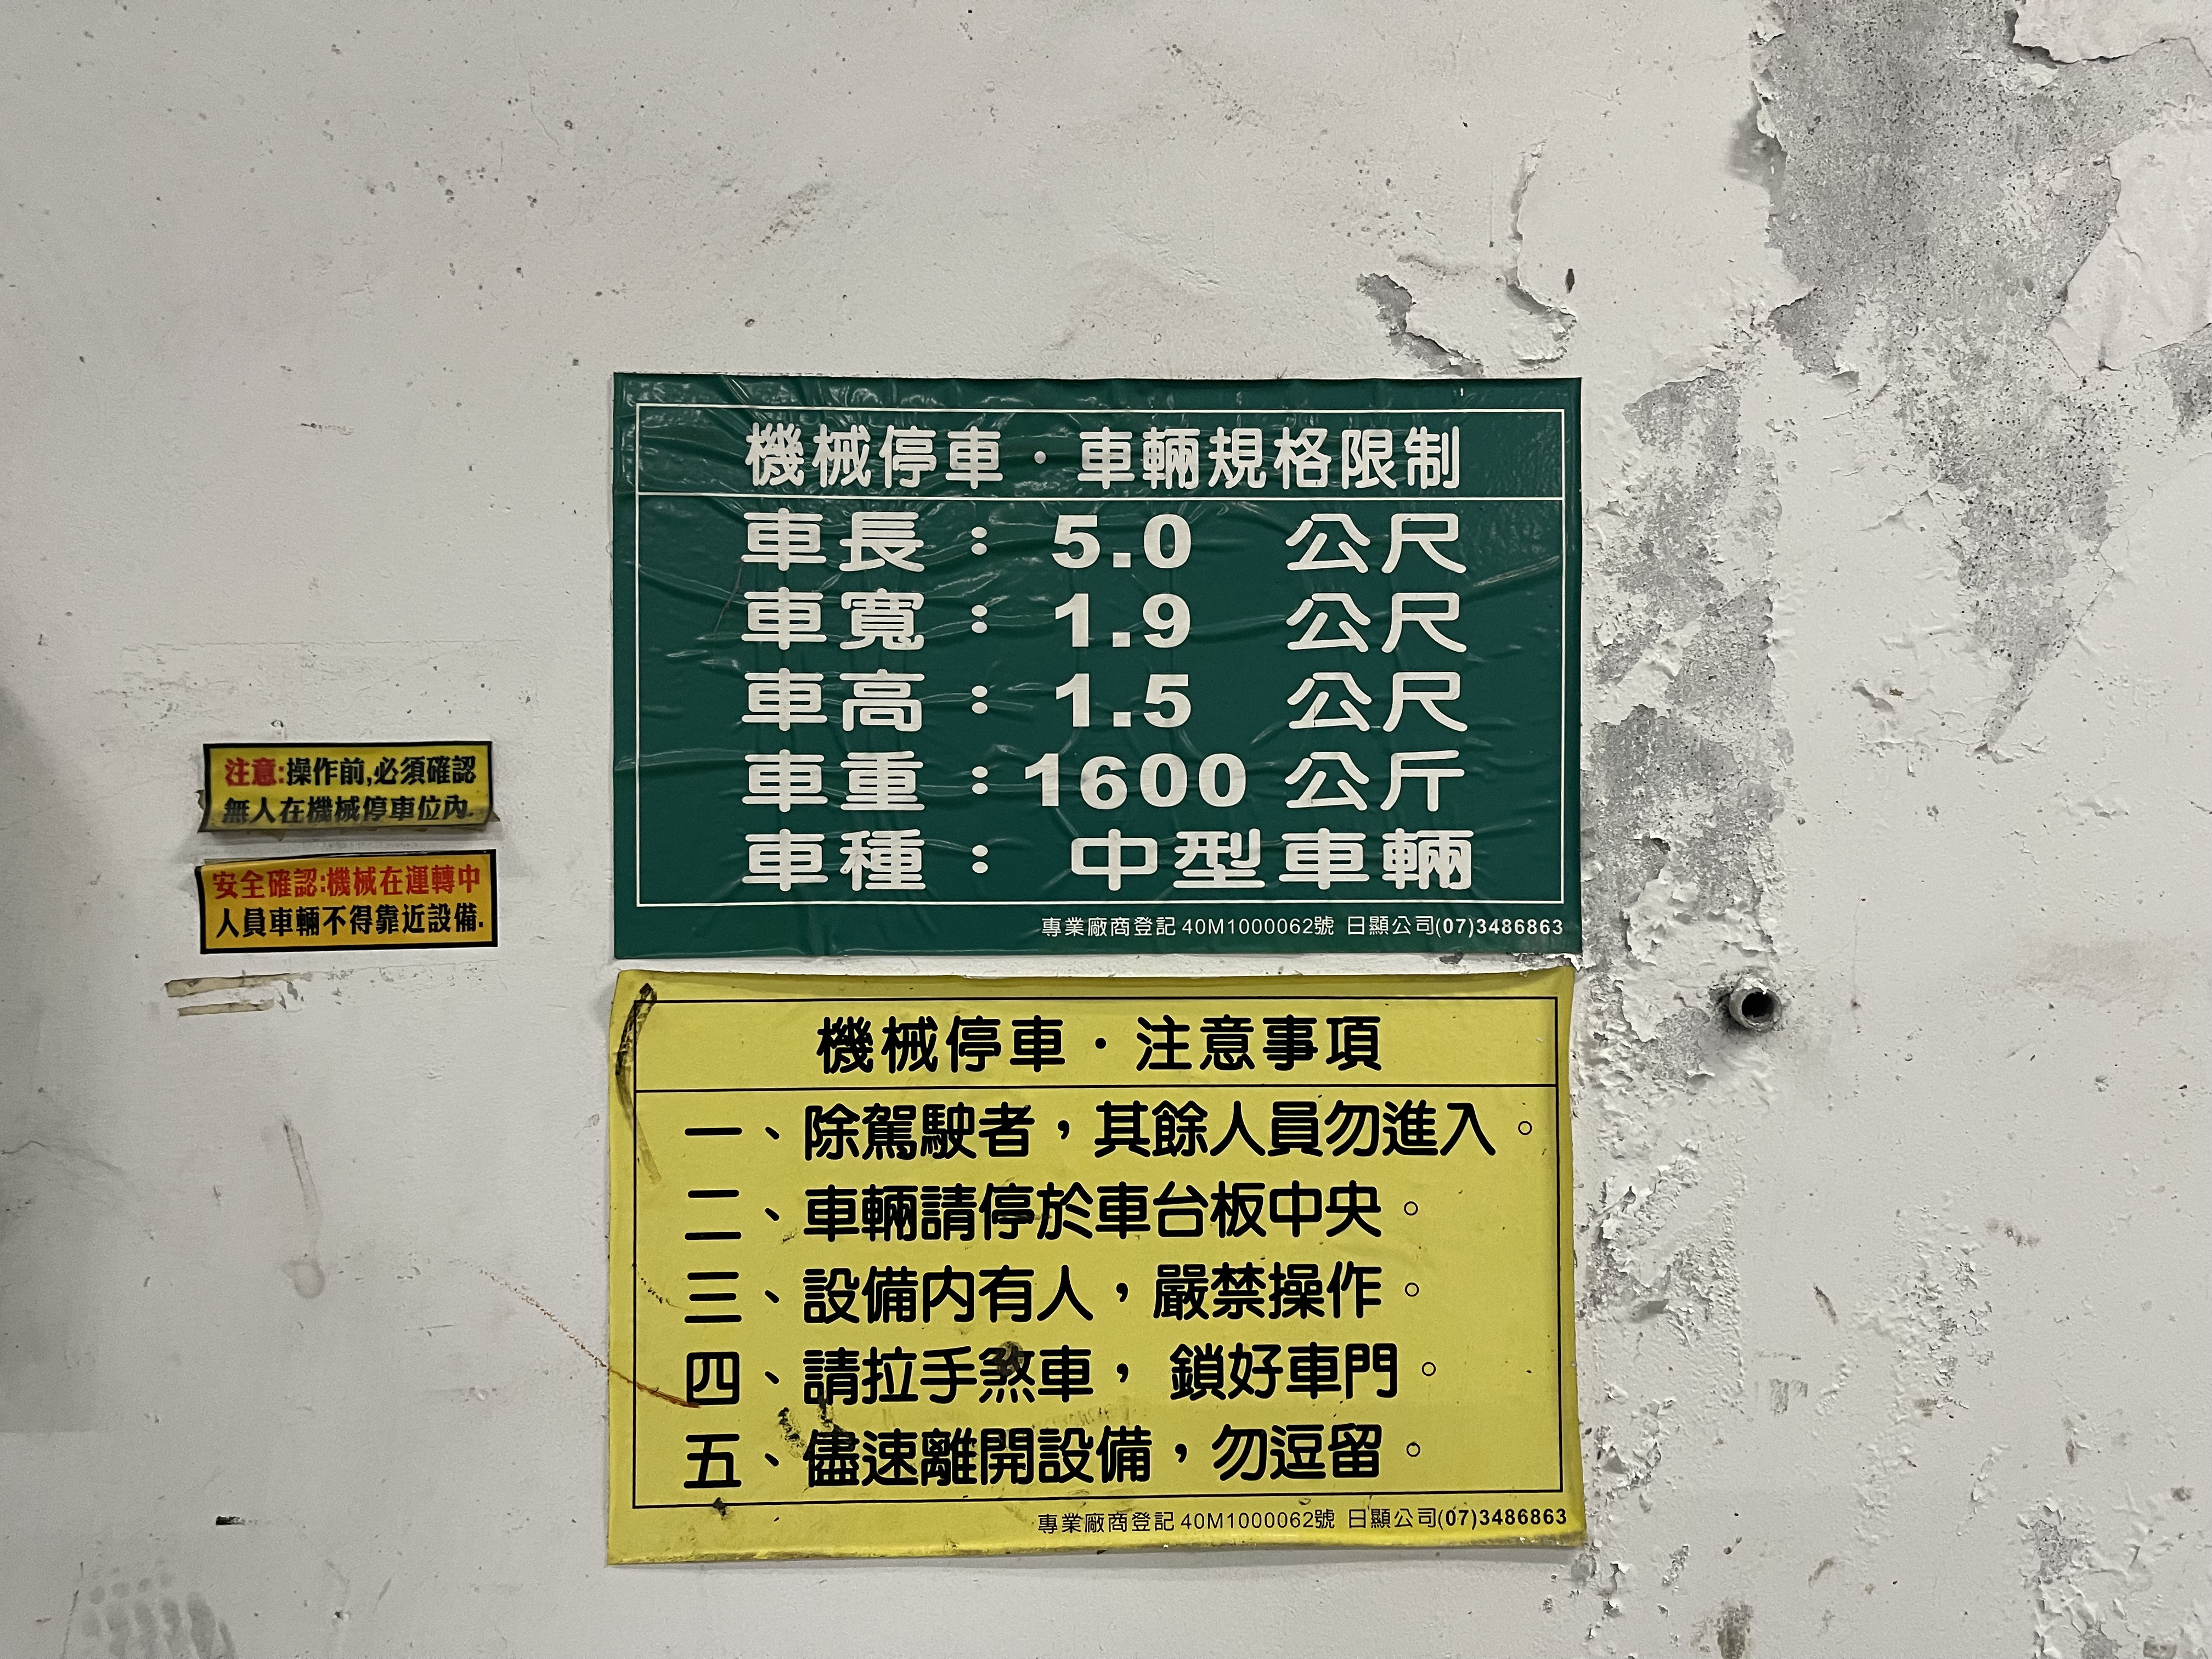 注意:操作前,必須確認
無人在機械停車位內.
安全確認:機械在運轉中
人員車輛不得靠近設備.
機械停車・車輛規格限制
車長：5.0 公尺
車寬：1.9 公尺
車高：1.5 公尺
車重：1600 公斤
車種：中型車輛
專業廠商登記 40M1000062號 日顯公司(07)3486863
機械停車・注意事項
一、除駕駛者，其餘人員勿進入。
二、車輛請停於車台板中央。
三、設備內有人，嚴禁操作。
四、請拉手煞車， 鎖好車門。
五、儘速離開設備，勿逗留。
專業廠商登記 40M1000062號 日顯公司(07)3486863